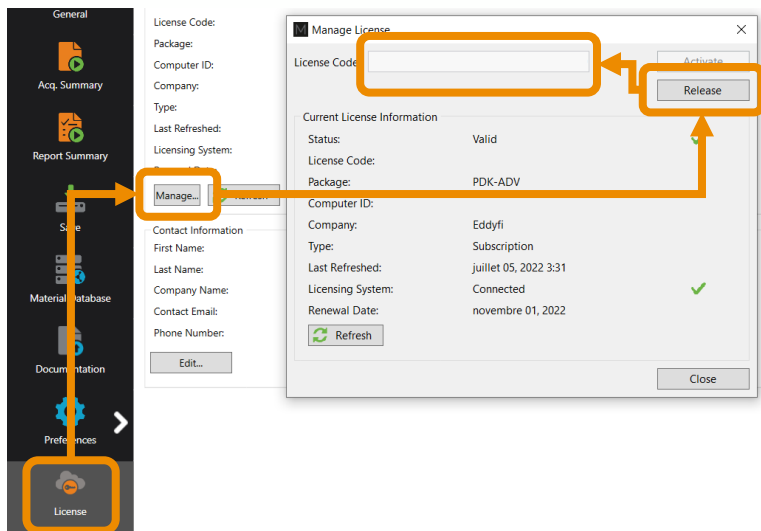 General
Acq. Summary
Report Summary
Save
Material Database
Documentation
Preferences
License
License Code:
Package:
Computer ID:
Company:
Type:
Last Refreshed:
Licensing System:
Manage...
Refresh
Contact Information
First Name:
Last Name:
Company Name:
Contact Email:
Phone Number:
Edit...
M Manage License
License Code
Activate
Release
Current License Information
Status: Valid
License Code:
Package: PDK-ADV
Computer ID:
Company: Eddyfi
Type: Subscription
Last Refreshed: juillet 05, 2022 3:31
Licensing System: Connected
Renewal Date: novembre 01, 2022
Refresh
Close